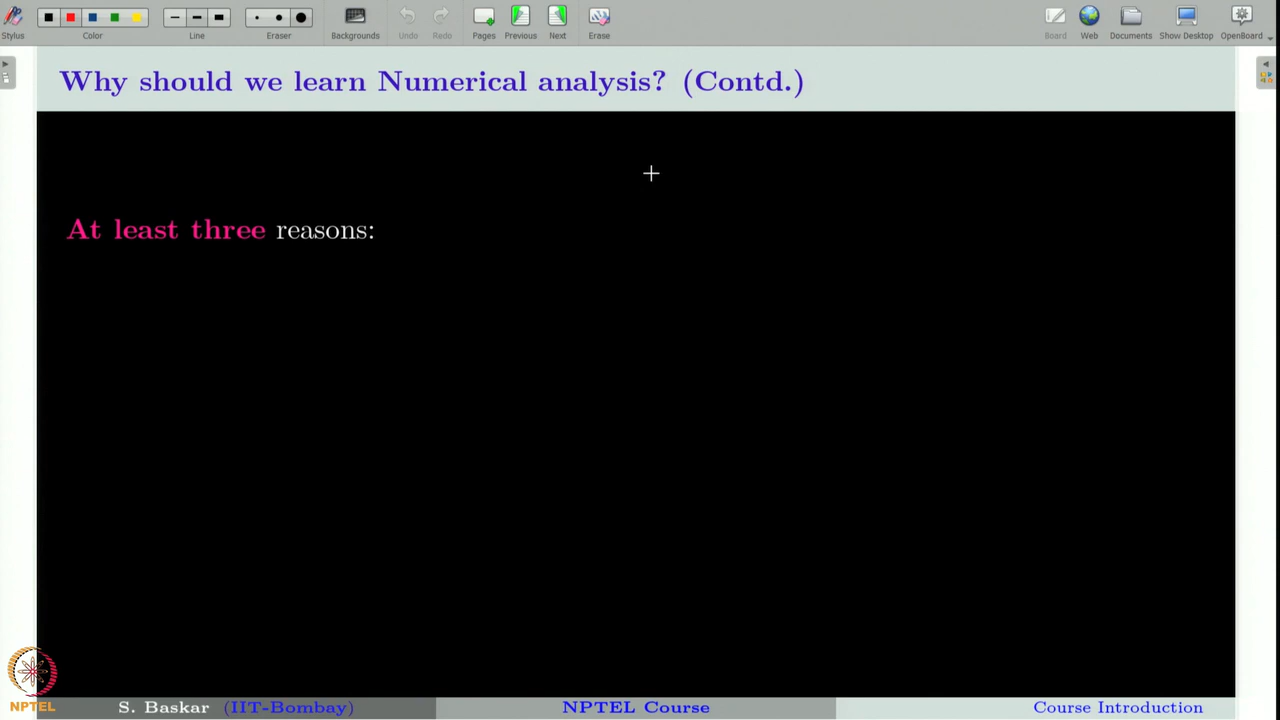 Stylus
Color
Line
Eraser
Backgrounds
Undo
Redo
Pages
Previous
Next
Erase
Board
Web
Documents
Show Desktop
OpenBoard
Why should we learn Numerical analysis? (Contd.)
At least three reasons:
NPTEL
S. Baskar (IIT-Bombay)
NPTEL Course
Course Introduction